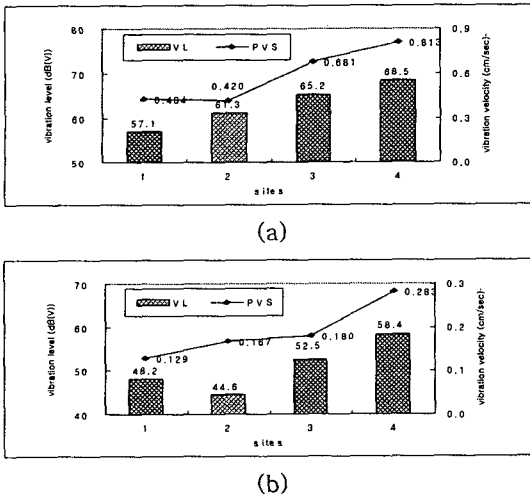 (a)
VL PVS
vibration level (dB(V))
80
70
60
50
57.1
61.3
65.2
68.5
0.420
0.681
0.813
0.9
0.6
0.3
0.0
vibration velocity (cm/sec)
1 2 3 4
sites
(a)
VL PVS
vibration level (dB(V))
70
60
50
40
48.2
44.6
52.5
58.4
0.129
0.167
0.180
0.283
0.3
0.2
0.1
0.0
vibration velocity (cm/sec)
1 2 3 4
sites
(b)